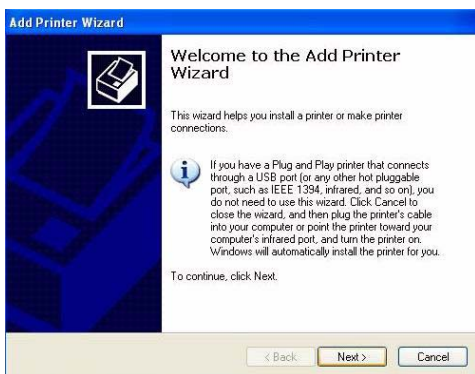 Add Printer Wizard
Welcome to the Add Printer
Wizard
This wizard helps you install a printer or make printer
connections.
If you have a Plug and Play printer that connects
through a USB port (or any other hot pluggable
port, such as IEEE 1394, infrared, and so on), you
do not need to use this wizard. Click Cancel to
close the wizard, and then plug the printer's cable
into your computer or point the printer toward your
computer's infrared port, and turn the printer on.
Windows will automatically install the printer for you.
To continue, click Next.
< Back
Next >
Cancel